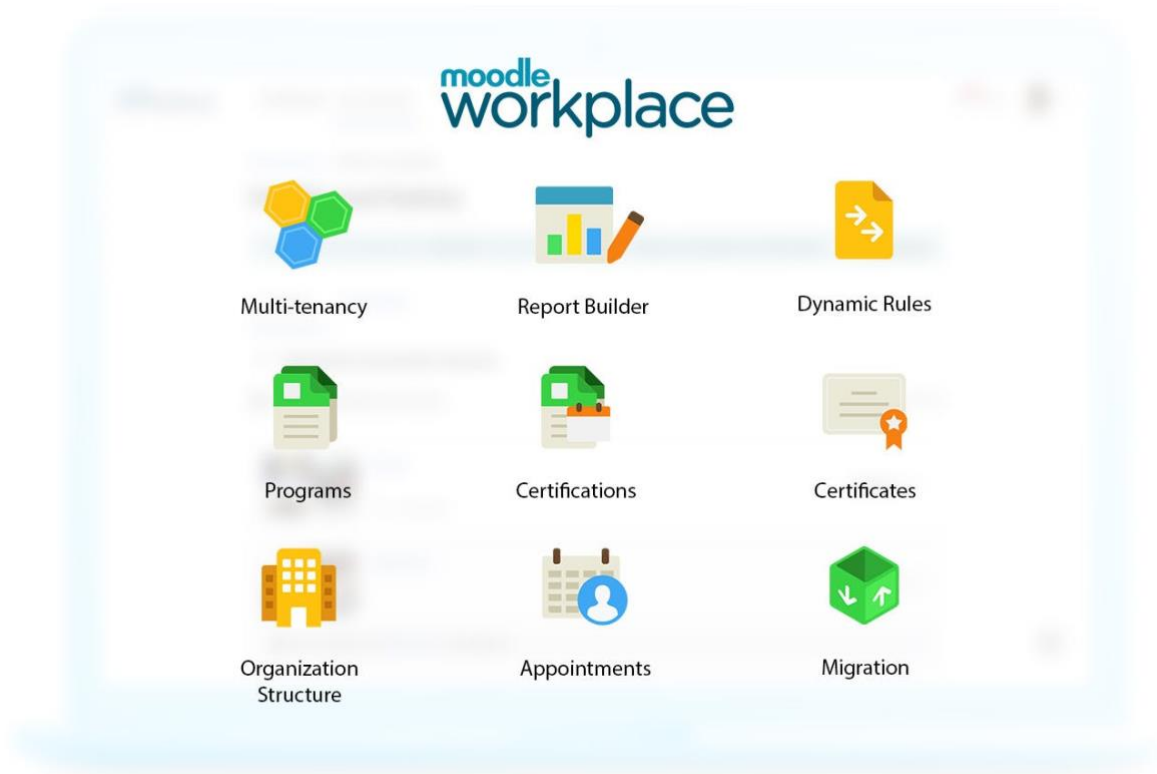 moodle
workplace
Multi-tenancy
Report Builder
Dynamic Rules
Programs
Certifications
Certificates
Organization
Structure
Appointments
Migration